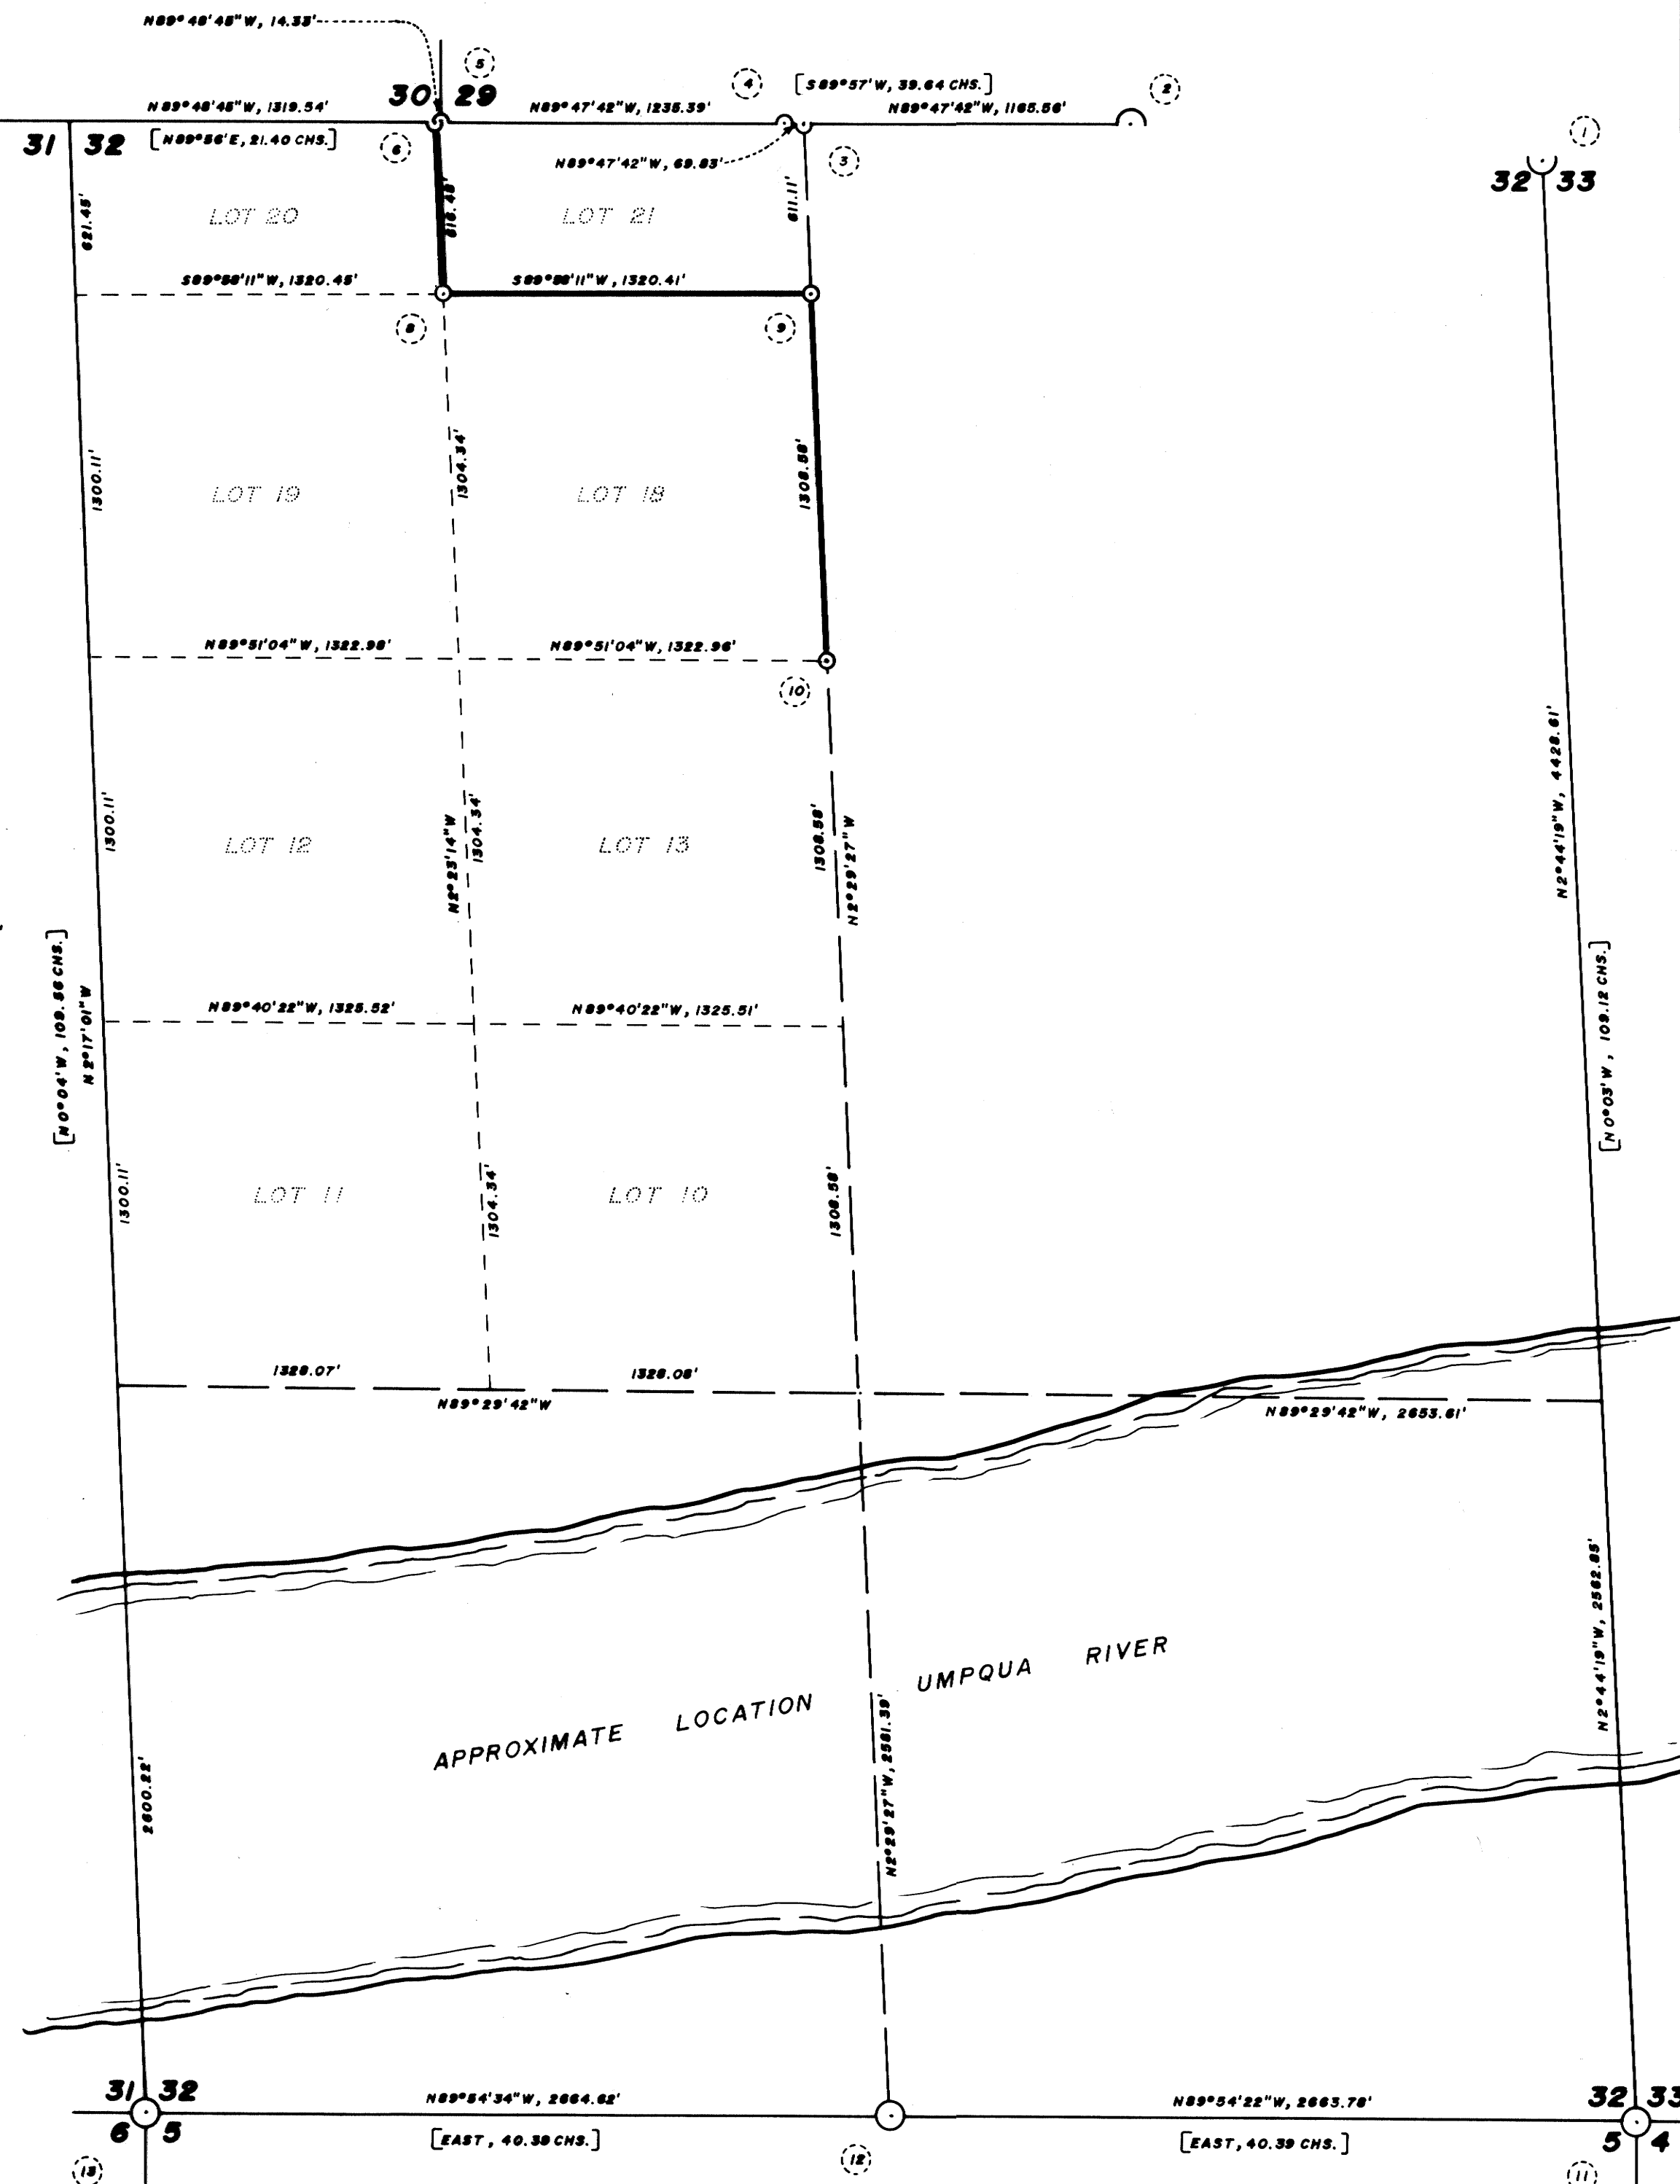 N89°48'45"W, 14.33'
5
4
[S89°57'W, 39.64 CHS.]
2
N89°48'45"W, 1319.54'
30 29
N89°47'42"W, 1235.39'
N89°47'42"W, 1165.56'
1
31 32
[N89°56'E, 21.40 CHS.]
6
N89°47'42"W, 69.83'
3
32 33
621.45'
LOT 20
616.48'
LOT 21
611.11'
S89°58'11"W, 1320.45'
S89°58'11"W, 1320.41'
8
9
1300.11'
LOT 19
1304.34'
LOT 18
1308.58'
N89°51'04"W, 1322.98'
N89°51'04"W, 1322.96'
10
N2°44'19"W, 4428.61'
1300.11'
LOT 12
N2°23'14"W
1304.34'
LOT 13
1308.58'
N2°29'27"W
[N0°04'W, 109.56 CHS.]
N2°17'01"W
N89°40'22"W, 1325.52'
N89°40'22"W, 1325.51'
[N0°03'W, 109.12 CHS.]
1300.11'
LOT 11
1304.34'
LOT 10
1308.58'
1328.07'
1328.08'
N89°29'42"W
N89°29'42"W, 2653.61'
N2°44'19"W, 2562.85'
APPROXIMATE LOCATION UMPQUA RIVER
2600.22'
N2°29'27"W, 2581.39'
31 32
N89°54'34"W, 2664.62'
N89°54'22"W, 2663.78'
32 33
6 5
[EAST, 40.39 CHS.]
[EAST, 40.39 CHS.]
5 4
13
12
11